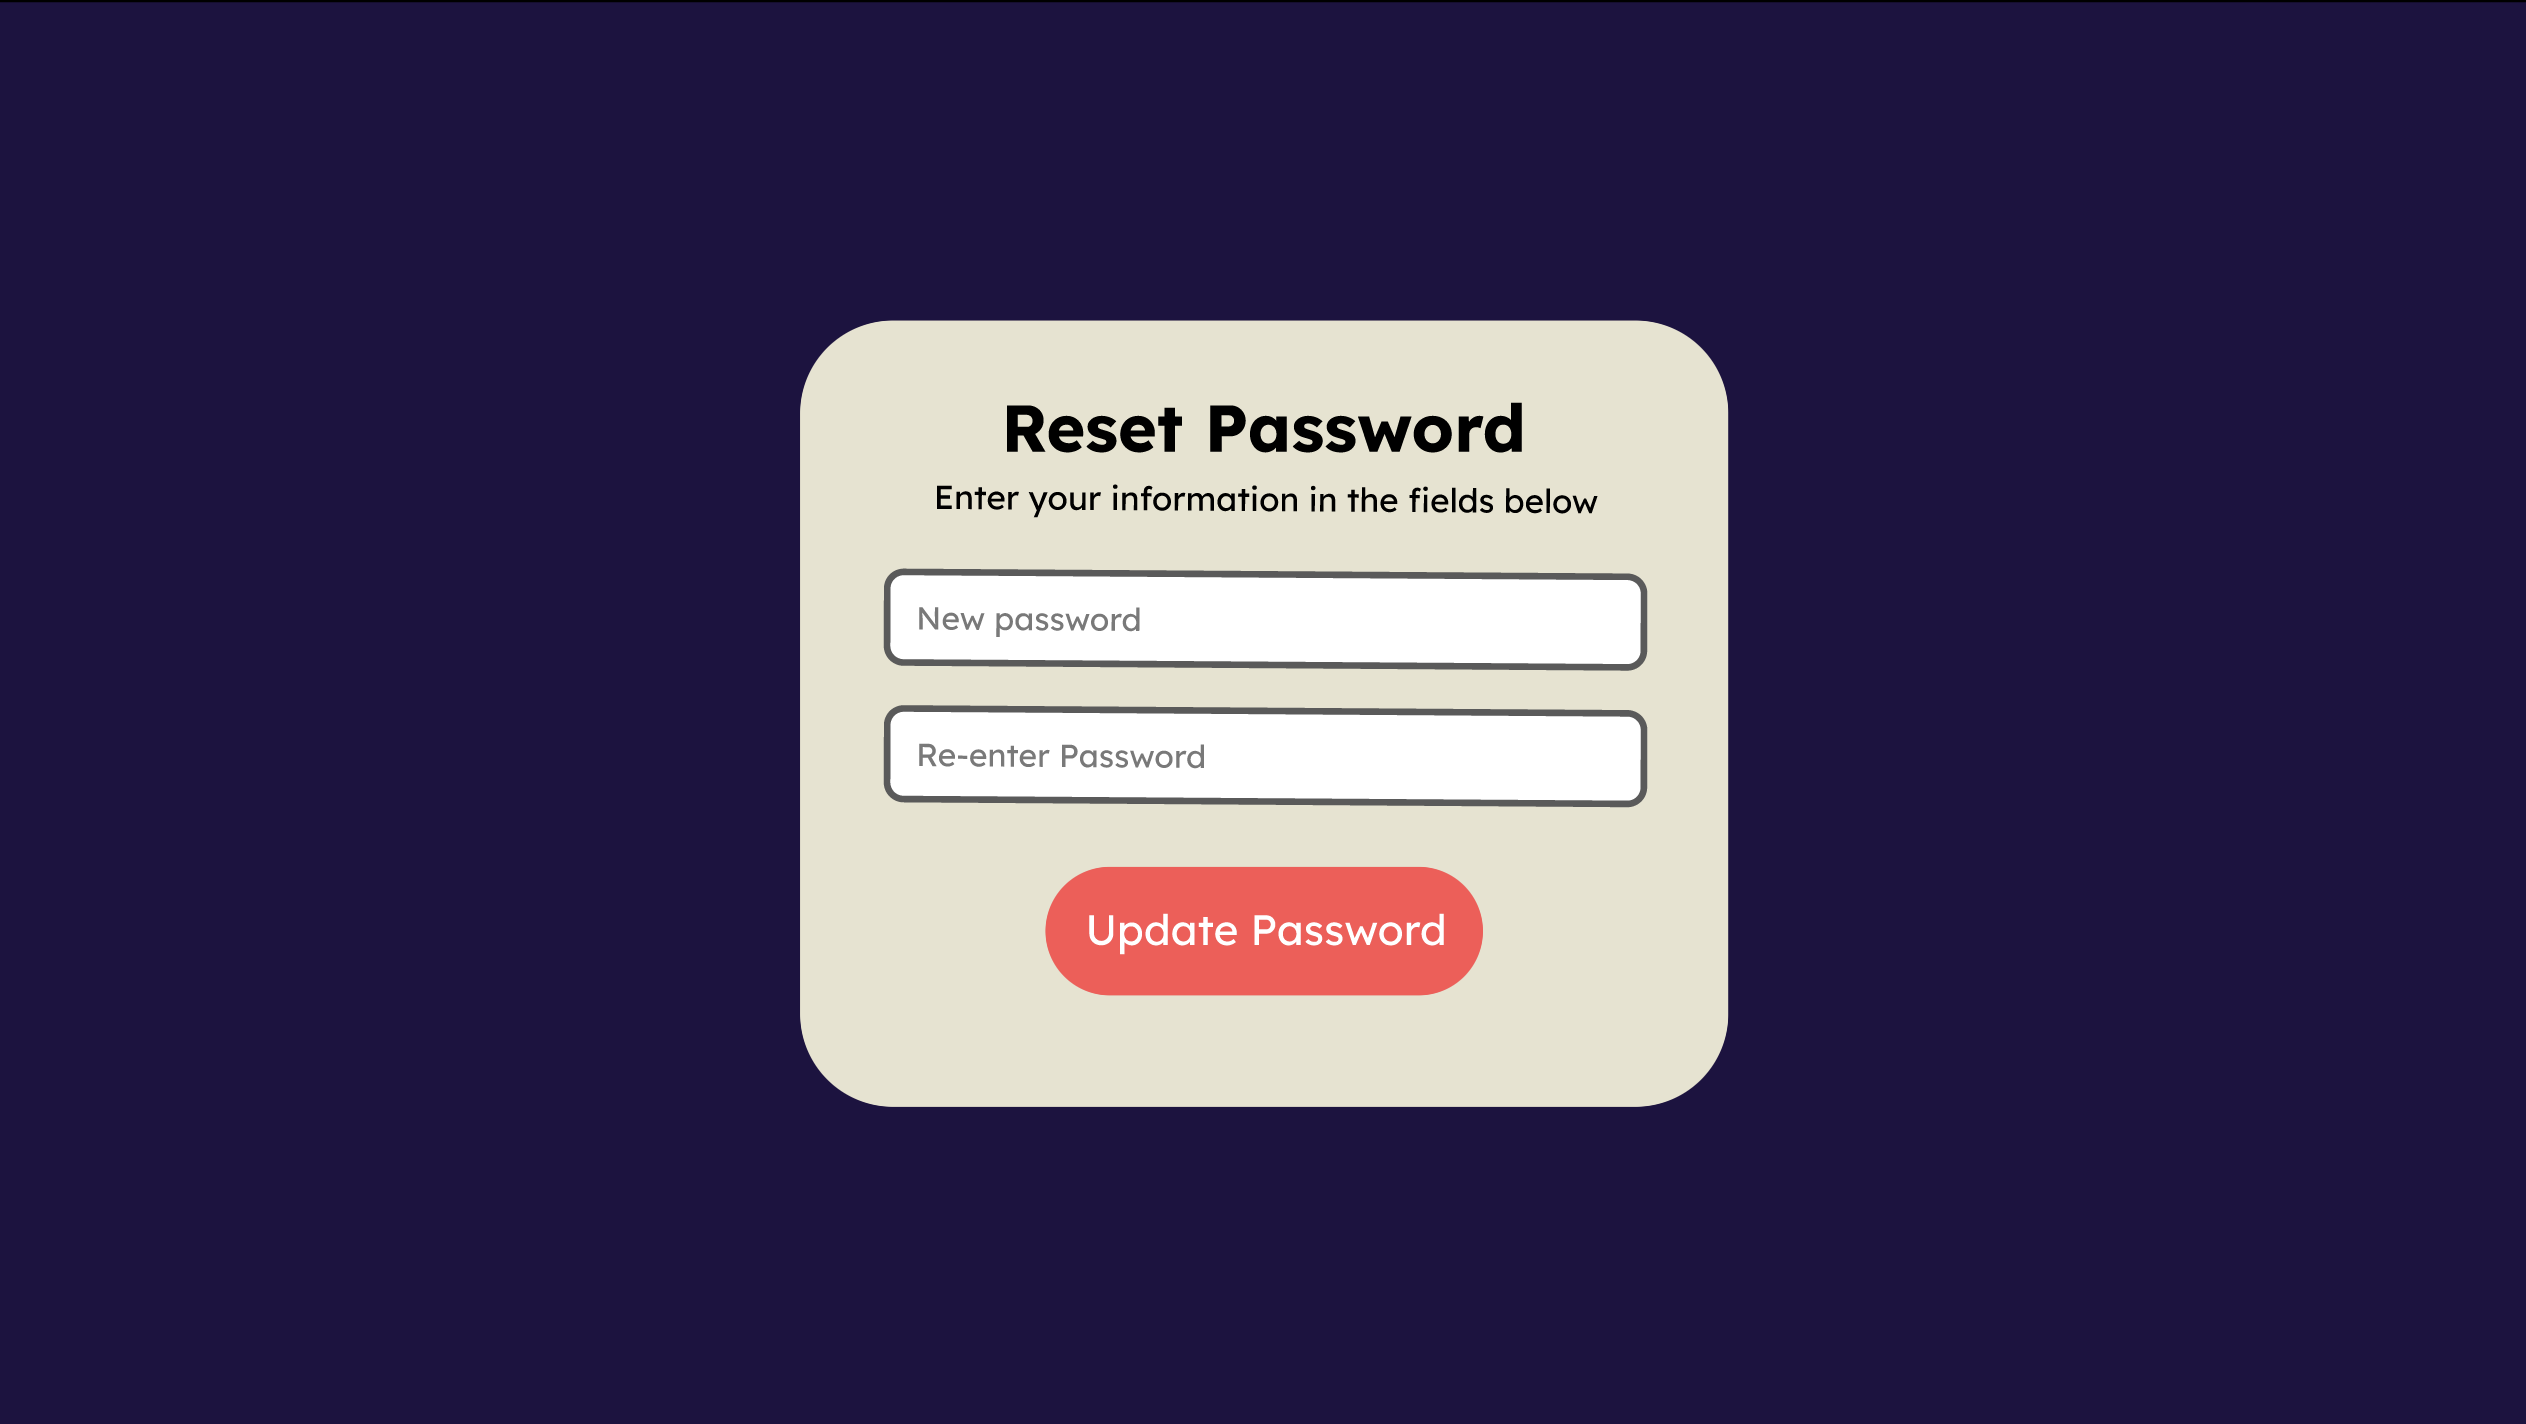 Reset Password
Enter your information in the fields below
New password
Re-enter Password
Update Password